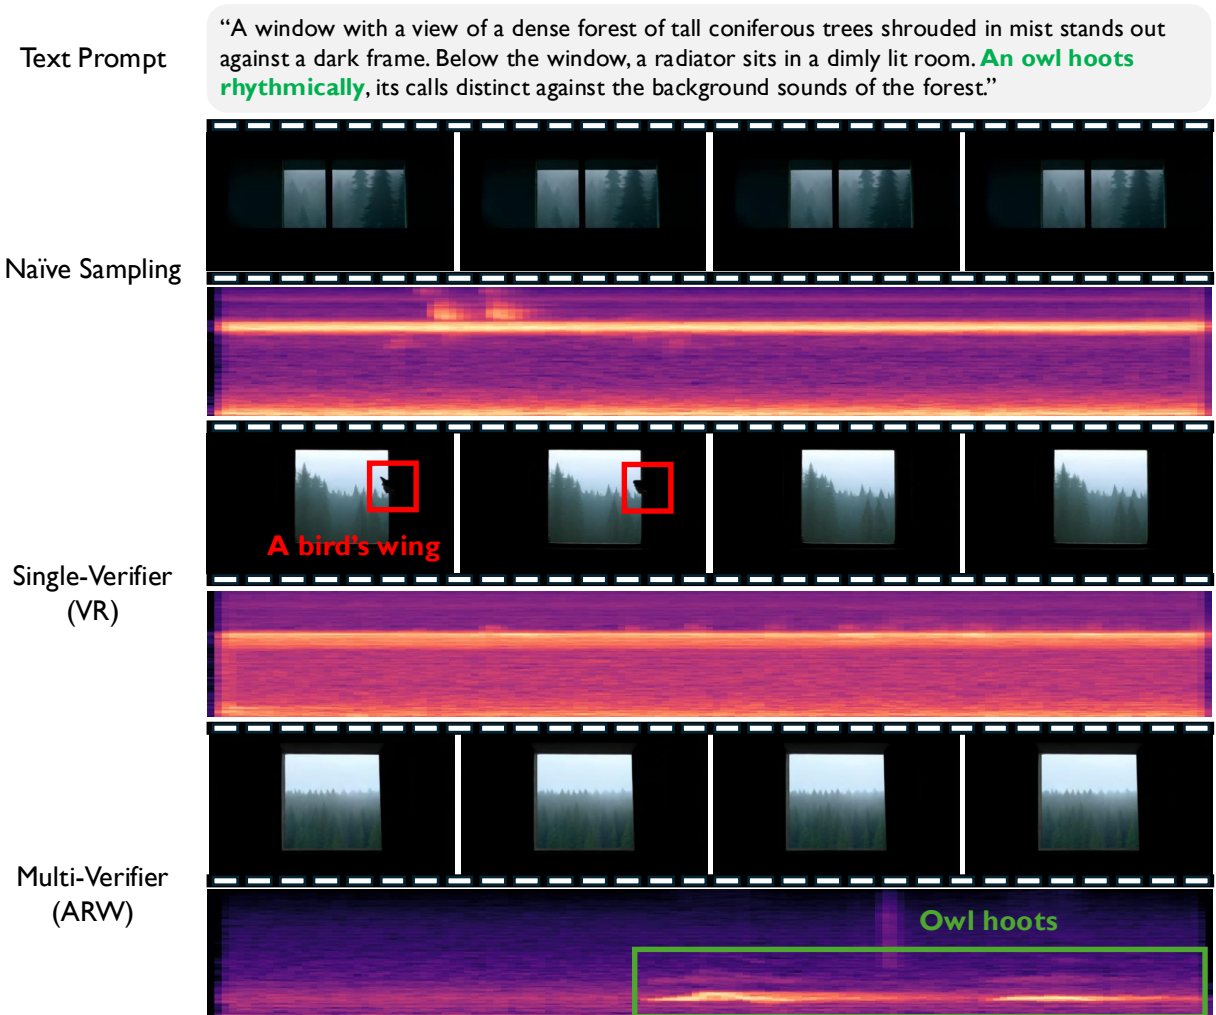 Text Prompt
“A window with a view of a dense forest of tall coniferous trees shrouded in mist stands out
against a dark frame. Below the window, a radiator sits in a dimly lit room. An owl hoots
rhythmically, its calls distinct against the background sounds of the forest.”
Naïve Sampling
A bird’s wing
Single-Verifier
(VR)
Multi-Verifier
(ARW)
Owl hoots